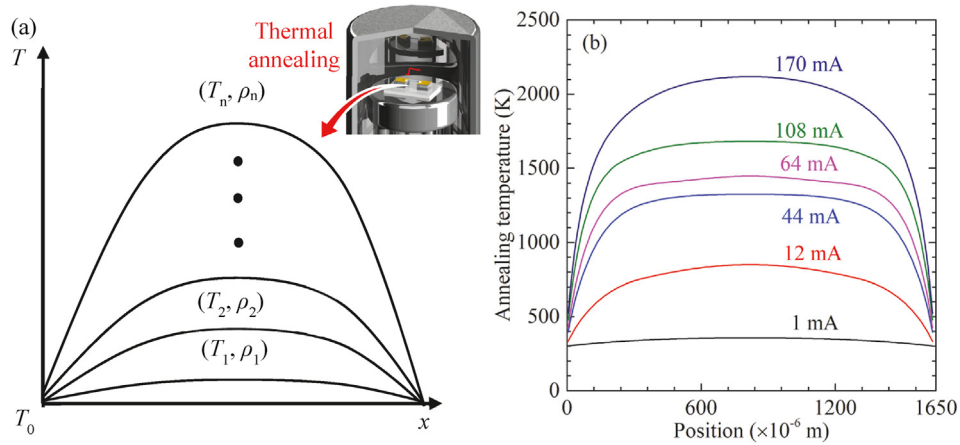 (a)
T
Thermal
annealing
(Tn, ρn)
(T2, ρ2)
(T1, ρ1)
T0
x
(b)
Annealing temperature (K)
2500
2000
1500
1000
500
0
170 mA
108 mA
64 mA
44 mA
12 mA
1 mA
0
600
1200
1650
Position (×10⁻⁶ m)